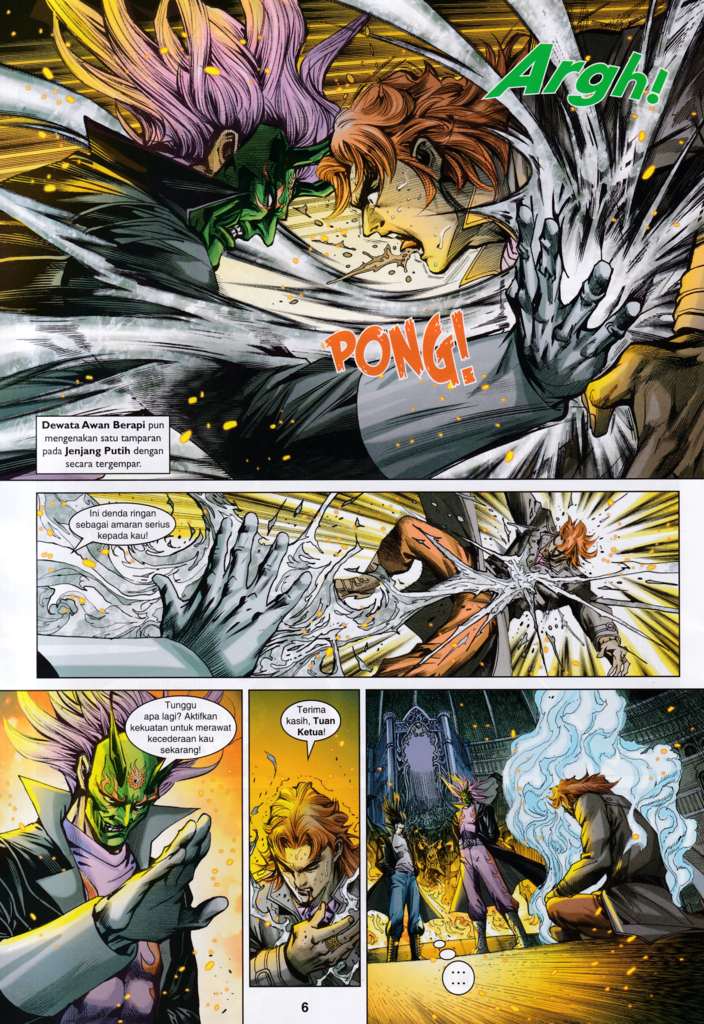 Argh!
PONG!
Dewata Awan Berapi pun
mengenakan satu tamparan
pada Jenjang Putih dengan
secara tergempar.
Ini denda ringan
sebagai amaran serius
kepada kau!
Tunggu
apa lagi? Aktifkan
kekuatan untuk merawat
kecederaan kau
sekarang!
Terima
kasih, Tuan
Ketua!
...
...
6